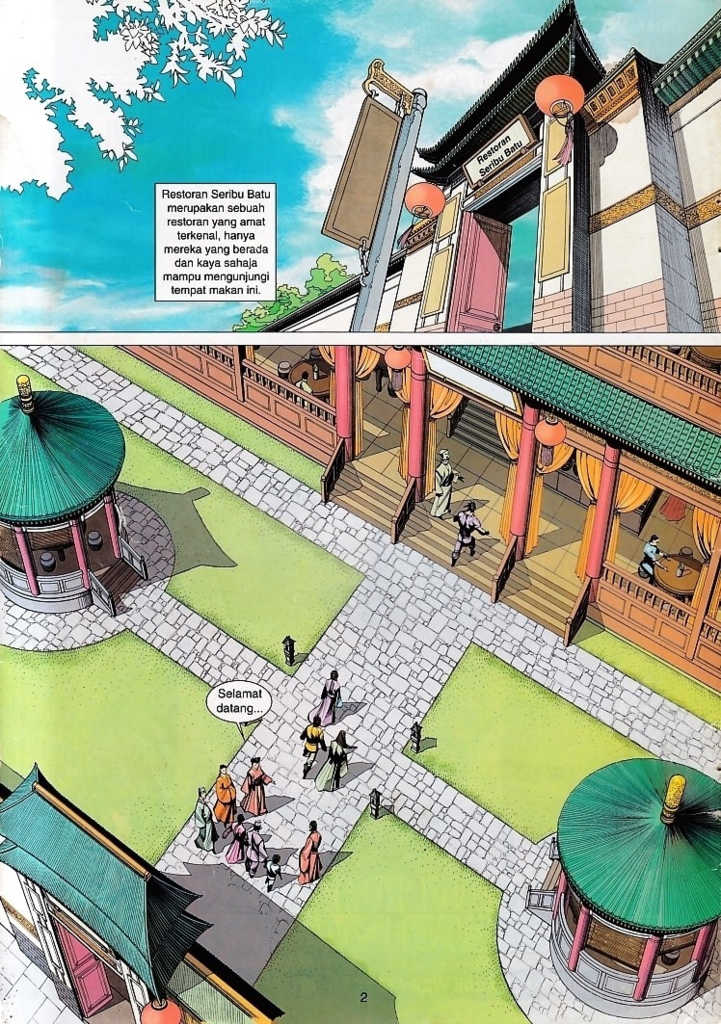 Restoran
Seribu Batu
Restoran Seribu Batu
merupakan sebuah
restoran yang amat
terkenal, hanya
mereka yang berada
dan kaya sahaja
mampu mengunjungi
tempat makan ini.
Selamat
datang...
2